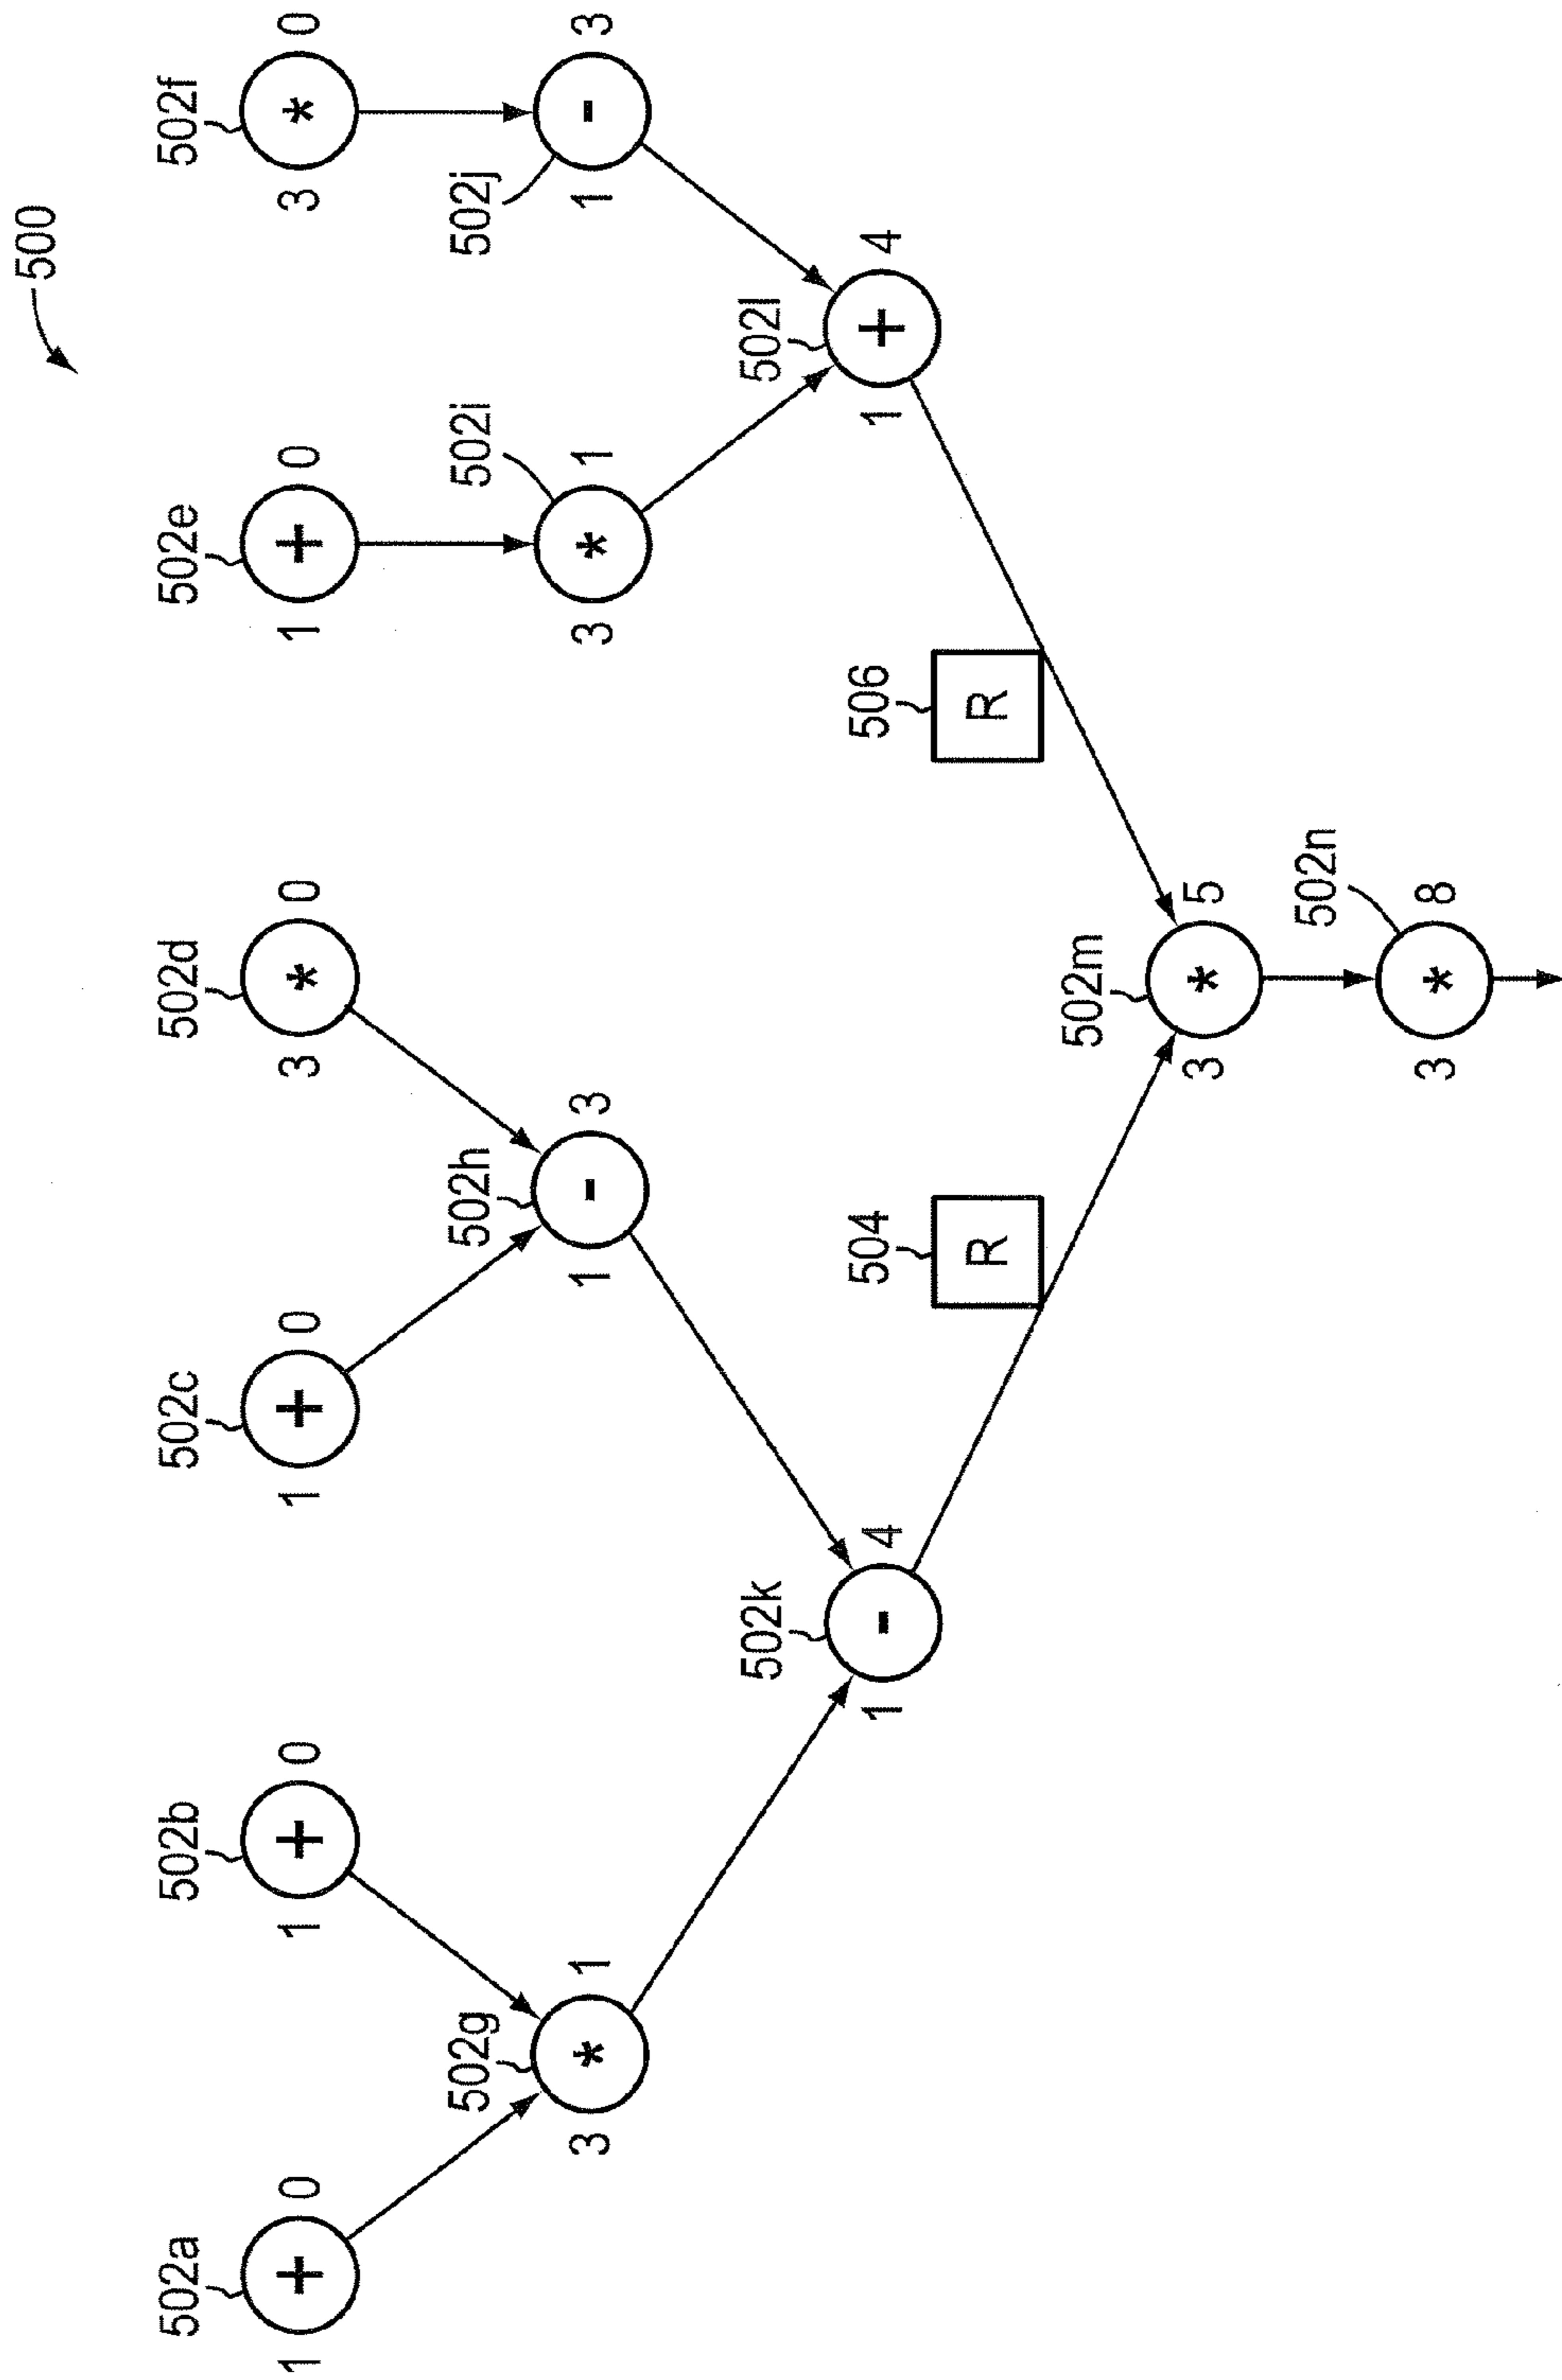 500
502a 502b 502c 502d 502e 502f
1 + 0 1 + 0 1 + 0 3 * 0 1 + 0 3 * 0
502g 502h 502i 502j
3 * 1 1 - 3 3 * 1 1 - 3
502k 502l
1 - 4 1 + 4
504 506
R R
502m
3 * 5
502n
3 * 8